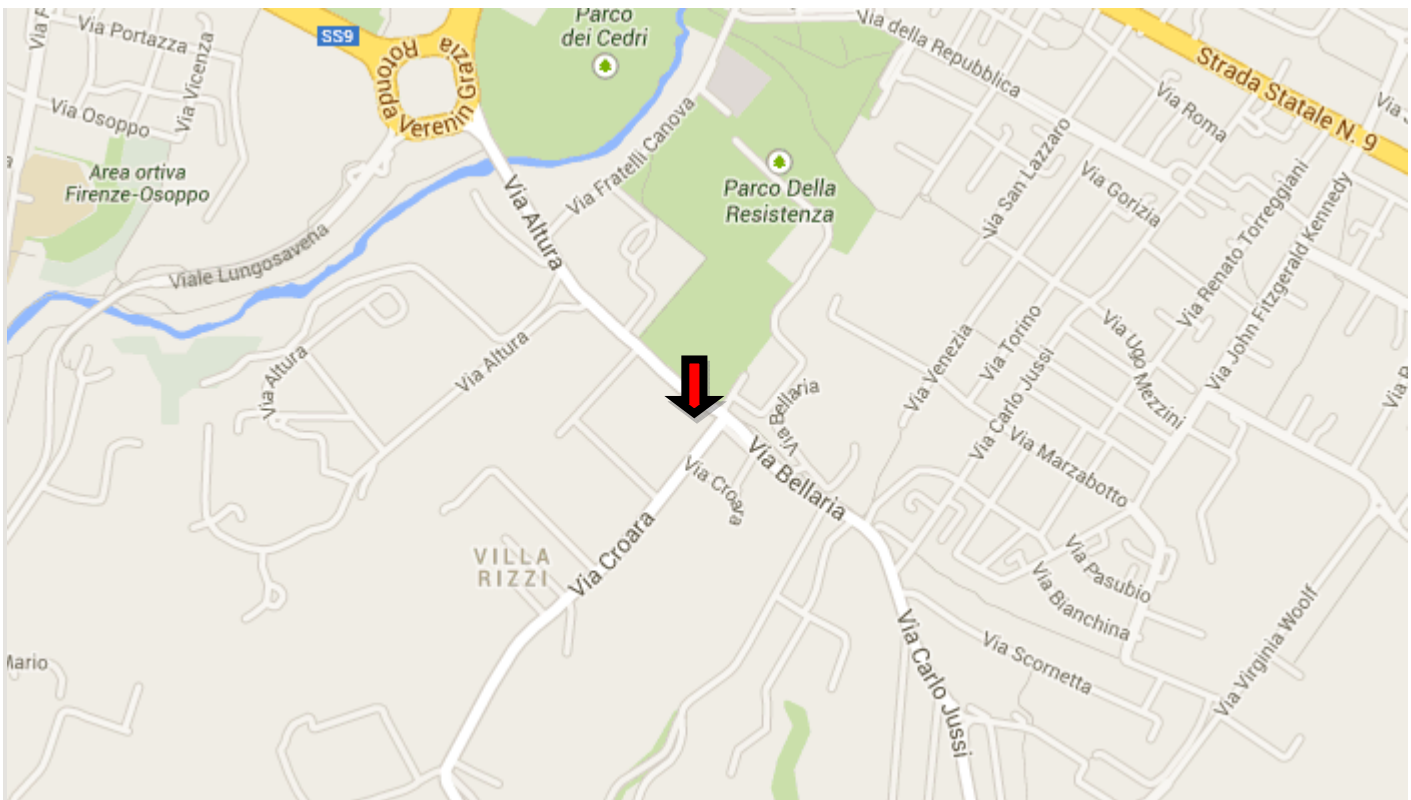 Parco
dei Cedri
Via della Repubblica
SS9
Via Portazza
Via Vicenza
Rotonda
Verenin Grazia
Strada Statale N. 9
Via Roma
Via Osoppo
Via Fratelli Canova
Via San Lazzaro
Area ortiva
Firenze-Osoppo
Parco Della
Resistenza
Via Gorizia
Via Renato Torreggiani
Via John Fitzgerald Kennedy
Via Altura
Viale Lungosavena
Via Altura
Via Altura
Via Venezia
Via Torino
Via Ugo Mezzini
Via Carlo Jussi
Via Bellaria
Via Bellaria
Via Marzabotto
Via Croara
Via Croara
VILLA
RIZZI
Via Pasubio
Via Bianchina
Via Virginia Woolf
Via Carlo Jussi
Via Scornetta